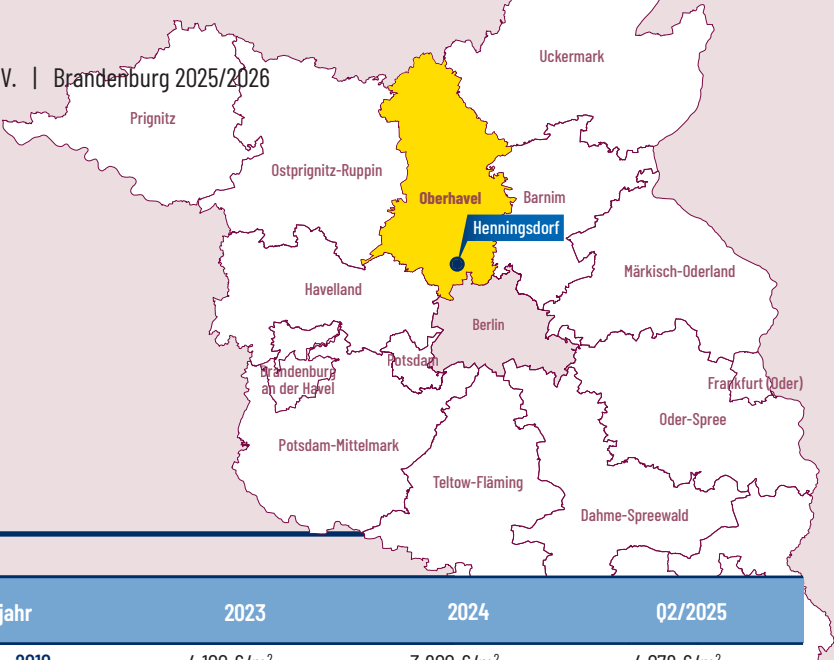 Uckermark
V. | Brandenburg 2025/2026
Prignitz
Ostprignitz-Ruppin
Oberhavel
Barnim
Henningsdorf
Märkisch-Oderland
Havelland
Berlin
Potsdam
Brandenburg
an der Havel
Frankfurt (Oder)
Oder-Spree
Potsdam-Mittelmark
Teltow-Fläming
Dahme-Spreewald
jahr 2023 2024 Q2/2025